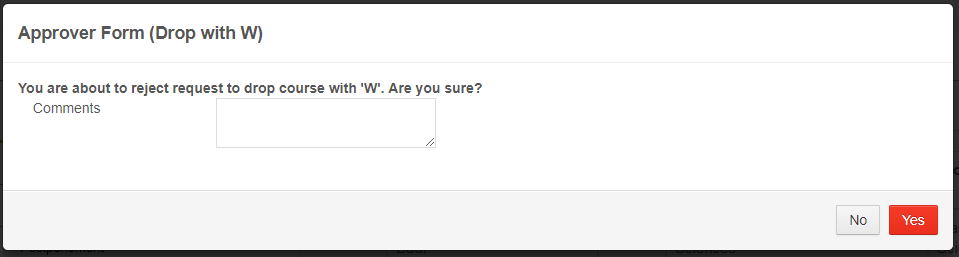 Approver Form (Drop with W)
You are about to reject request to drop course with 'W'. Are you sure?
Comments
No Yes